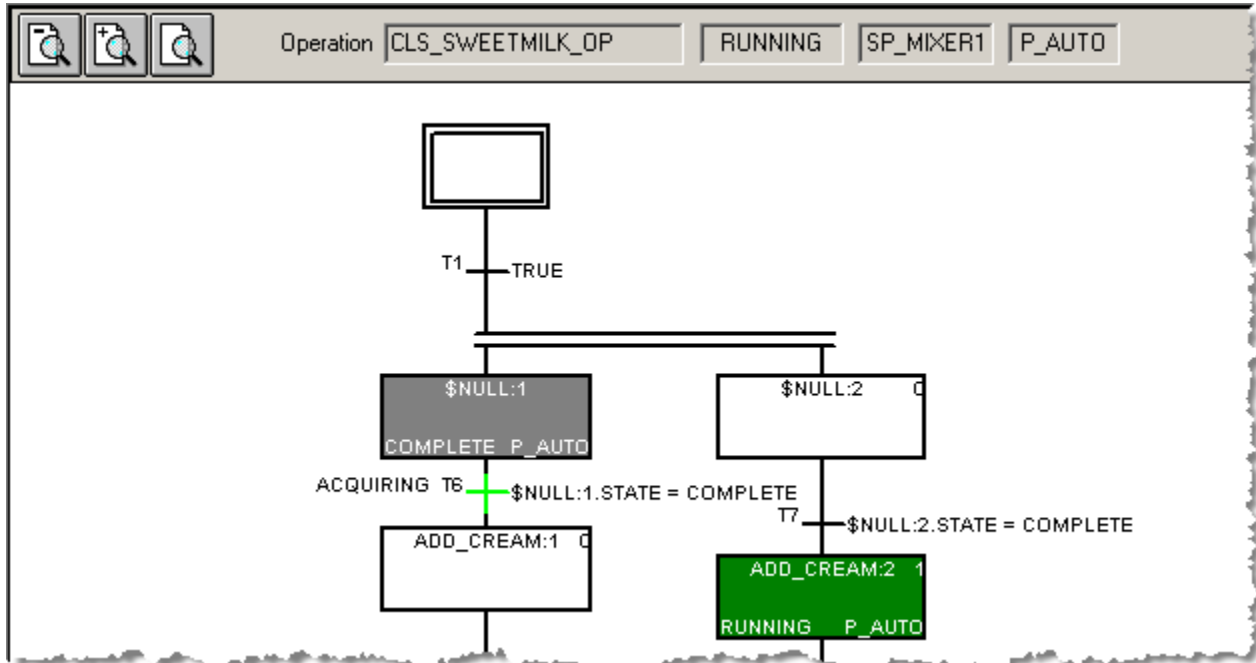 Operation CLS_SWEETMILK_OP RUNNING SP_MIXER1 P_AUTO
T1 TRUE
$NULL:1
COMPLETE P_AUTO
$NULL:2 0
ACQUIRING T6 $NULL:1.STATE = COMPLETE
T7 $NULL:2.STATE = COMPLETE
ADD_CREAM:1 0
ADD_CREAM:2 1
RUNNING P_AUTO